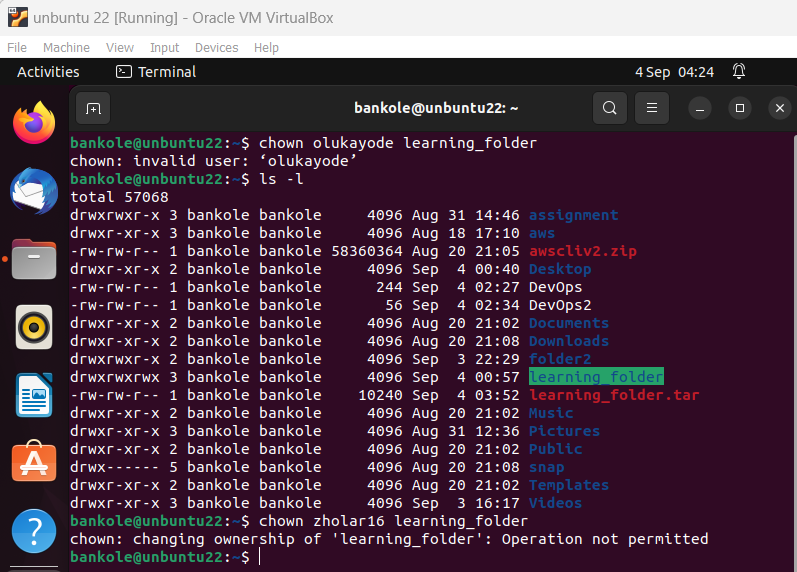 unbuntu 22 [Running] - Oracle VM VirtualBox
File Machine View Input Devices Help
Activities Terminal 4 Sep 04:24
bankole@unbuntu22: ~
bankole@unbuntu22:~$ chown olukayode learning_folder
chown: invalid user: ‘olukayode’
bankole@unbuntu22:~$ ls -l
total 57068
drwxrwxr-x 3 bankole bankole     4096 Aug 31 14:46 assignment
drwxr-xr-x 3 bankole bankole     4096 Aug 18 17:10 aws
-rw-rw-r-- 1 bankole bankole 58360364 Aug 20 21:05 awscliv2.zip
drwxr-xr-x 2 bankole bankole     4096 Sep  4 00:40 Desktop
-rw-rw-r-- 1 bankole bankole      244 Sep  4 02:27 DevOps
-rw-rw-r-- 1 bankole bankole       56 Sep  4 02:34 DevOps2
drwxr-xr-x 2 bankole bankole     4096 Aug 20 21:02 Documents
drwxr-xr-x 2 bankole bankole     4096 Aug 20 21:08 Downloads
drwxrwxr-x 2 bankole bankole     4096 Sep  3 22:29 folder2
drwxrwxrwx 3 bankole bankole     4096 Sep  4 00:57 learning_folder
-rw-rw-r-- 1 bankole bankole    10240 Sep  4 03:52 learning_folder.tar
drwxr-xr-x 2 bankole bankole     4096 Aug 20 21:02 Music
drwxr-xr-x 3 bankole bankole     4096 Aug 31 12:36 Pictures
drwxr-xr-x 2 bankole bankole     4096 Aug 20 21:02 Public
drwx------ 5 bankole bankole     4096 Aug 20 21:08 snap
drwxr-xr-x 2 bankole bankole     4096 Aug 20 21:02 Templates
drwxr-xr-x 3 bankole bankole     4096 Sep  3 16:17 Videos
bankole@unbuntu22:~$ chown zholar16 learning_folder
chown: changing ownership of 'learning_folder': Operation not permitted
bankole@unbuntu22:~$